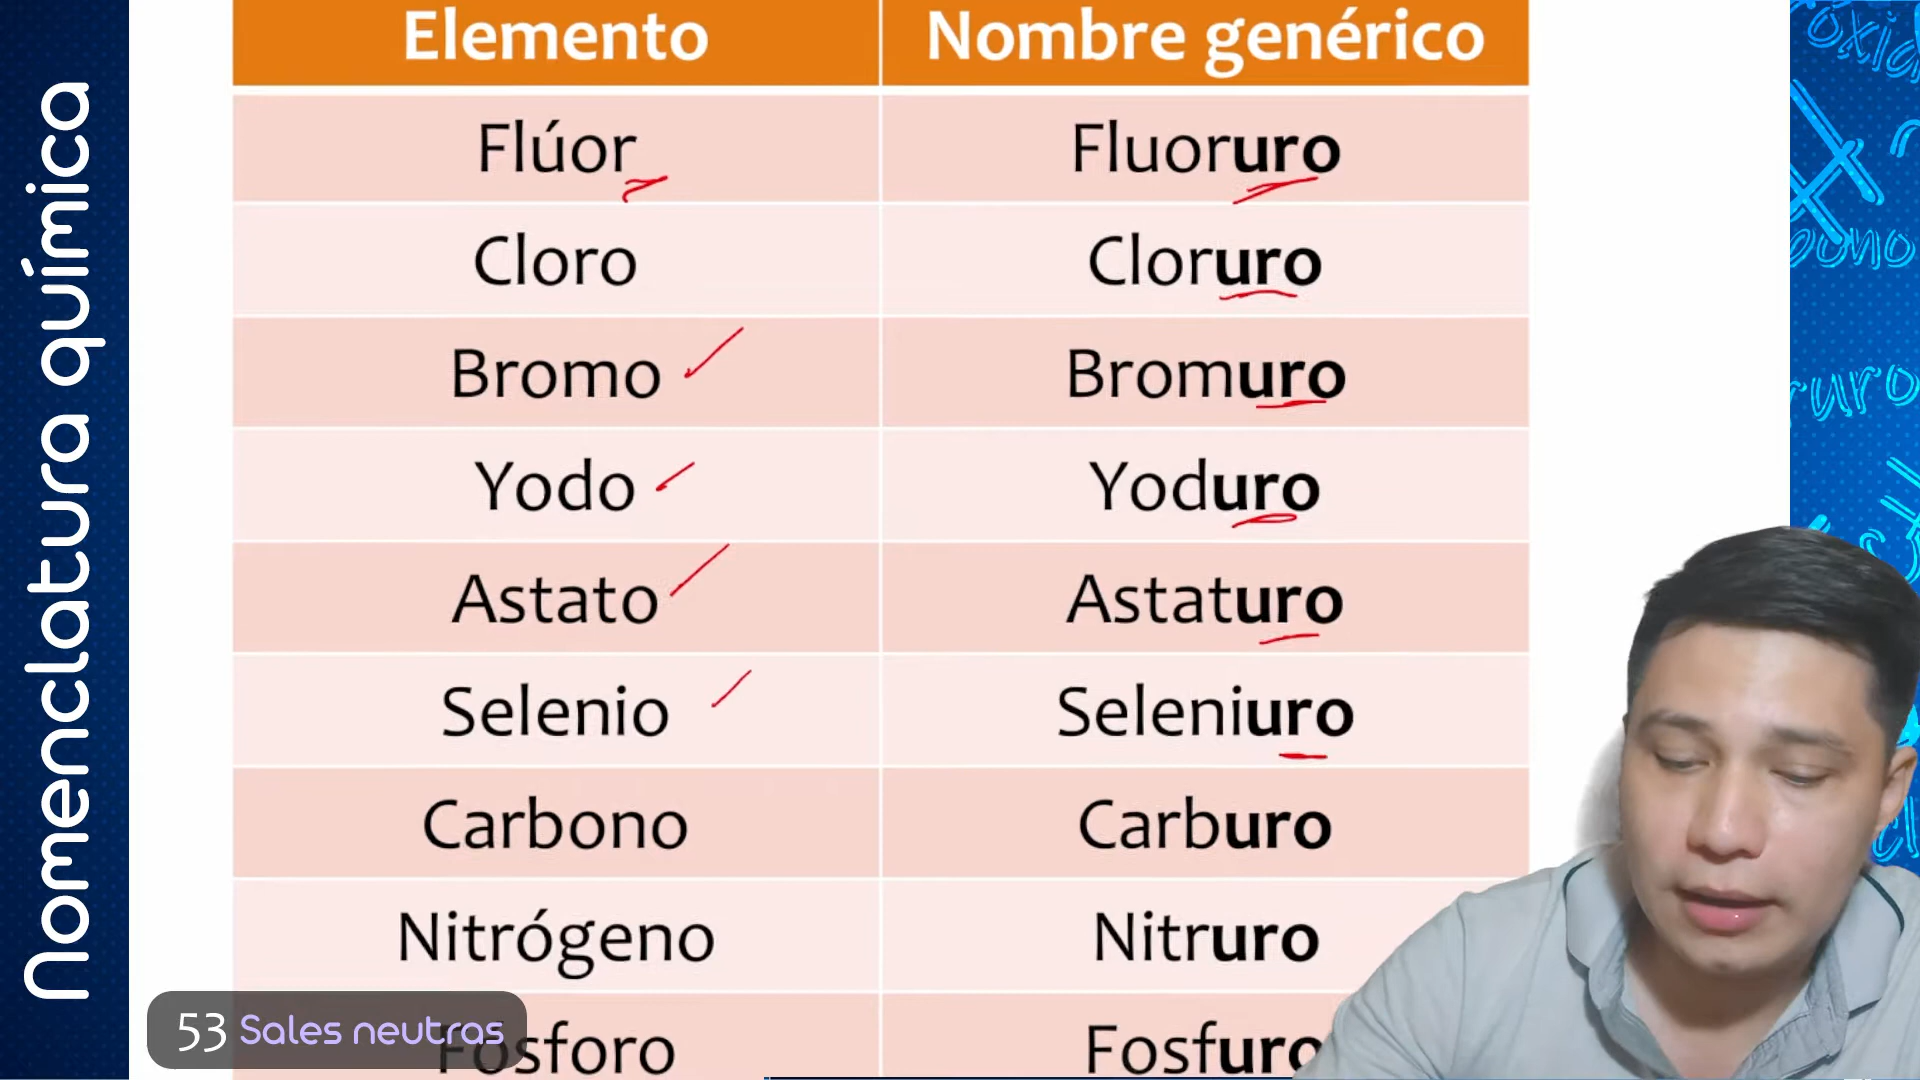 Nomenclatura química
Elemento Nombre genérico
Flúor Fluoruro
Cloro Cloruro
Bromo Bromuro
Yodo Yoduro
Astato Astaturo
Selenio Seleniuro
Carbono Carburo
Nitrógeno Nitruro
Fósforo Fosfuro
53 Sales neutras